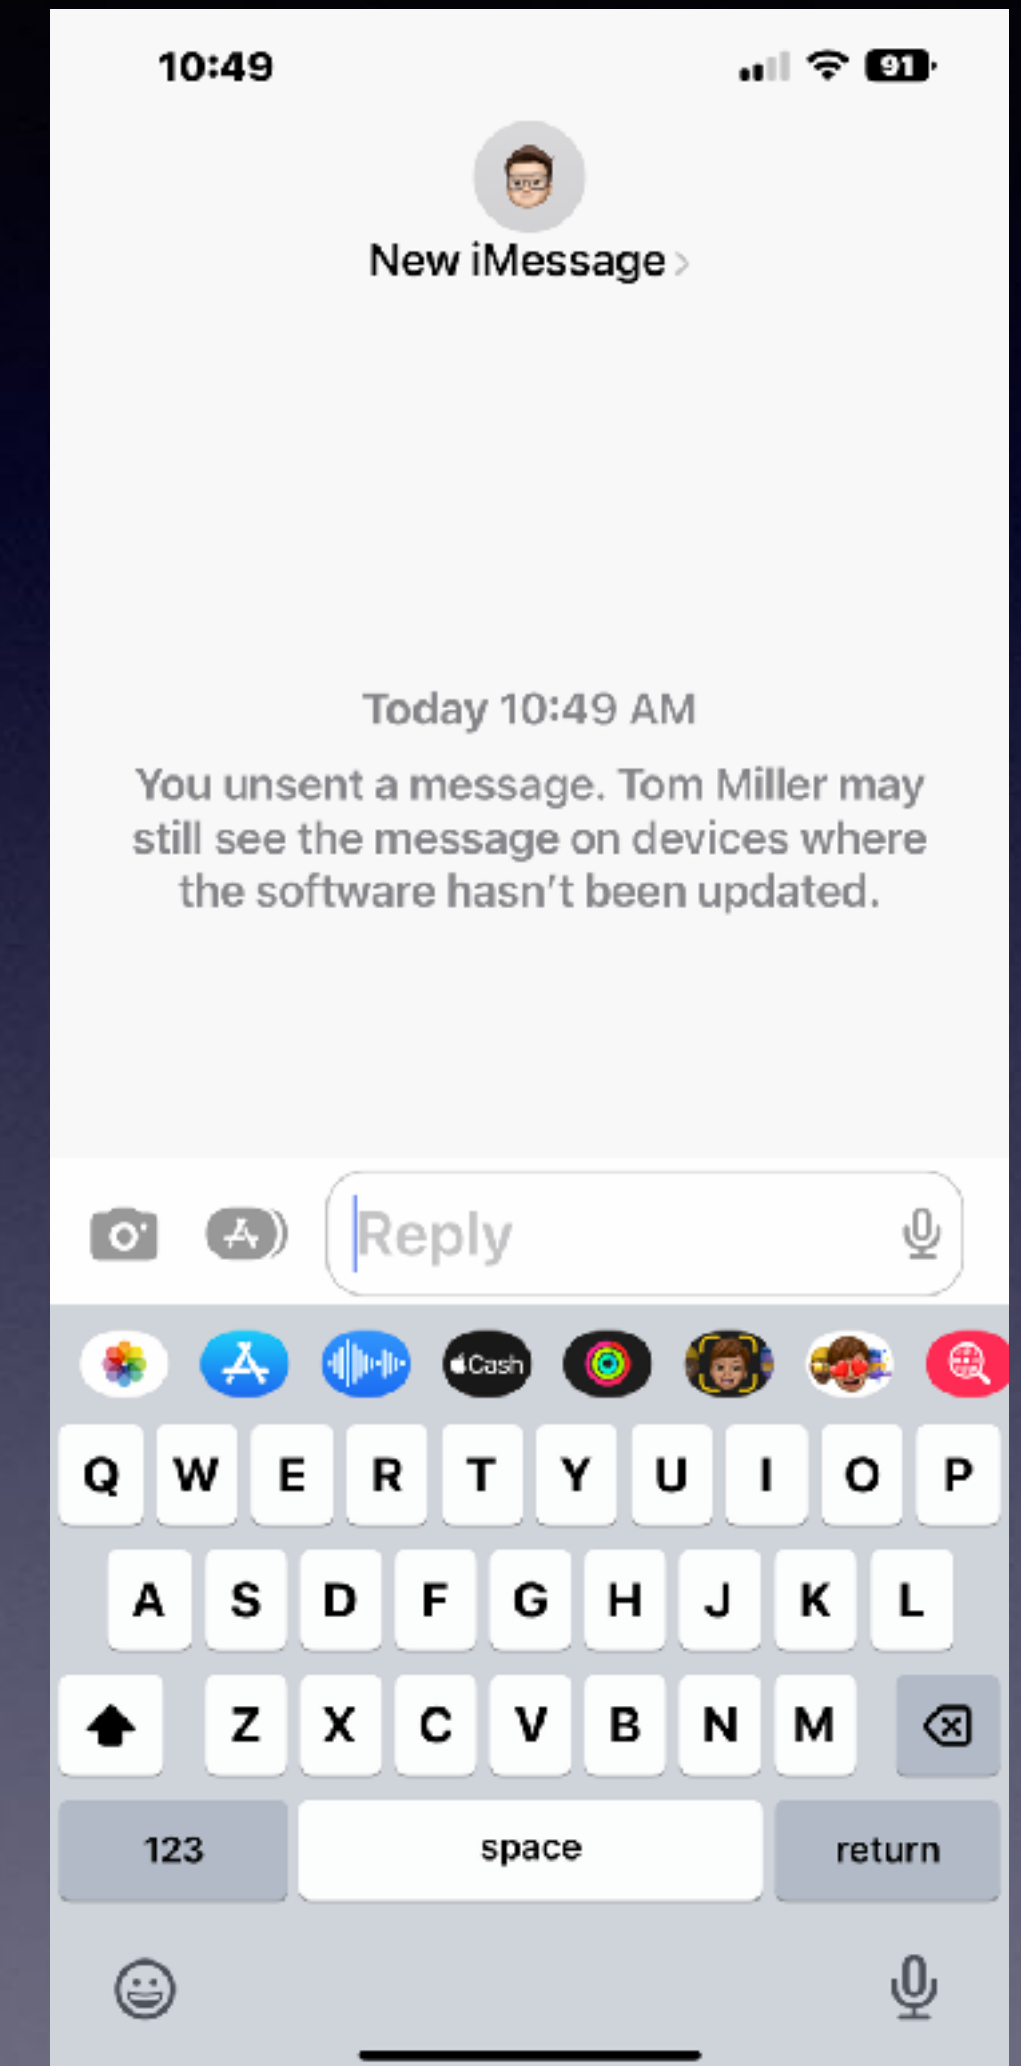 10:49
91
New iMessage
Today 10:49 AM
You unsent a message. Tom Miller may
still see the message on devices where
the software hasn't been updated.
Reply
Cash
Q W E R T Y U I O P
A S D F G H J K L
Z X C V B N M
123 space return